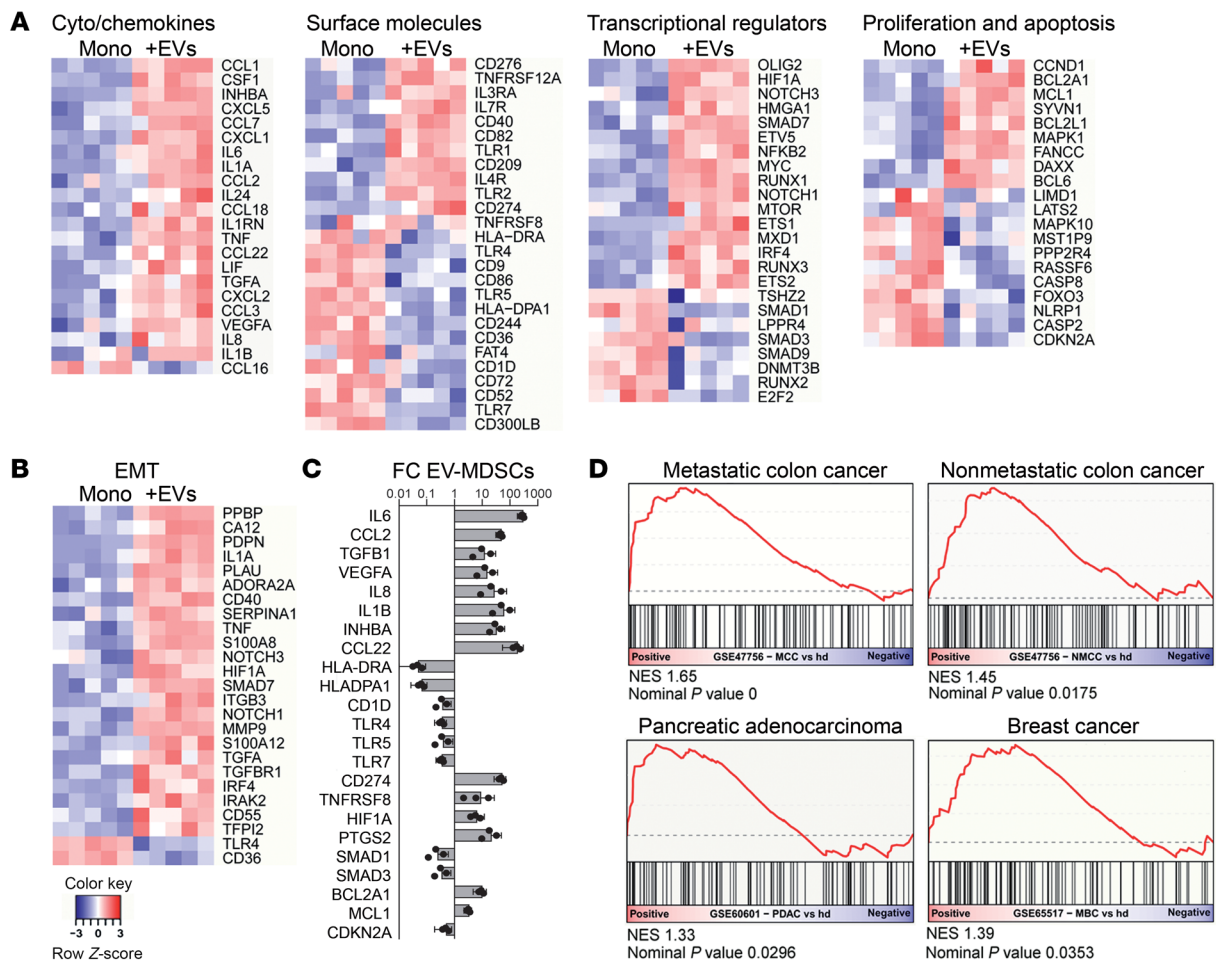 A
Cyto/chemokines
Mono +EVs
CCL1
CSF1
INHBA
CXCL5
CCL7
CXCL1
IL6
IL1A
CCL2
IL24
CCL18
IL1RN
TNF
CCL22
LIF
TGFA
CXCL2
CCL3
VEGFA
IL8
IL1B
CCL16
Surface molecules
Mono +EVs
CD276
TNFRSF12A
IL3RA
IL7R
CD40
CD82
TLR1
CD209
IL4R
TLR2
CD274
TNFRSF8
HLA−DRA
TLR4
CD9
CD86
TLR5
HLA−DPA1
CD244
CD36
FAT4
CD1D
CD72
CD52
TLR7
CD300LB
Transcriptional regulators
Mono +EVs
OLIG2
HIF1A
NOTCH3
HMGA1
SMAD7
ETV5
NFKB2
MYC
RUNX1
NOTCH1
MTOR
ETS1
MXD1
IRF4
RUNX3
ETS2
TSHZ2
SMAD1
LPPR4
SMAD3
SMAD9
DNMT3B
RUNX2
E2F2
Proliferation and apoptosis
Mono +EVs
CCND1
BCL2A1
MCL1
SYVN1
BCL2L1
MAPK1
FANCC
DAXX
BCL6
LIMD1
LATS2
MAPK10
MST1P9
PPP2R4
RASSF6
CASP8
FOXO3
NLRP1
CASP2
CDKN2A
B
EMT
Mono +EVs
PPBP
CA12
PDPN
IL1A
PLAU
ADORA2A
CD40
SERPINA1
TNF
S100A8
NOTCH3
HIF1A
SMAD7
ITGB3
NOTCH1
MMP9
S100A12
TGFA
TGFBR1
IRF4
IRAK2
CD55
TFPI2
TLR4
CD36
Color key
−3 0 3
Row Z-score
C
FC EV-MDSCs
0.01 0.1 1 10 100 1000
IL6
CCL2
TGFB1
VEGFA
IL8
IL1B
INHBA
CCL22
HLA-DRA
HLADPA1
CD1D
TLR4
TLR5
TLR7
CD274
TNFRSF8
HIF1A
PTGS2
SMAD1
SMAD3
BCL2A1
MCL1
CDKN2A
D
Metastatic colon cancer
Positive GSE47756 − MCC vs hd Negative
NES 1.65
Nominal P value 0
Nonmetastatic colon cancer
Positive GSE47756 − NMCC vs hd Negative
NES 1.45
Nominal P value 0.0175
Pancreatic adenocarcinoma
Positive GSE60601 − PDAC vs hd Negative
NES 1.33
Nominal P value 0.0296
Breast cancer
Positive GSE65517 − MBC vs hd Negative
NES 1.39
Nominal P value 0.0353